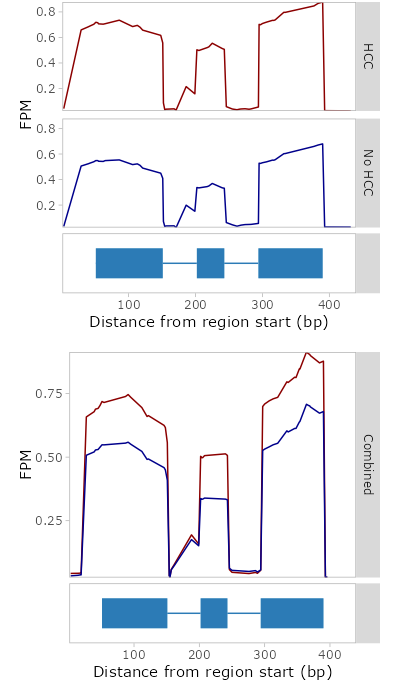 0.8
0.6
0.4
0.2
HCC
FPM
0.8
0.6
0.4
0.2
No HCC
100 200 300 400
Distance from region start (bp)
0.75
0.50
0.25
FPM
Combined
100 200 300 400
Distance from region start (bp)